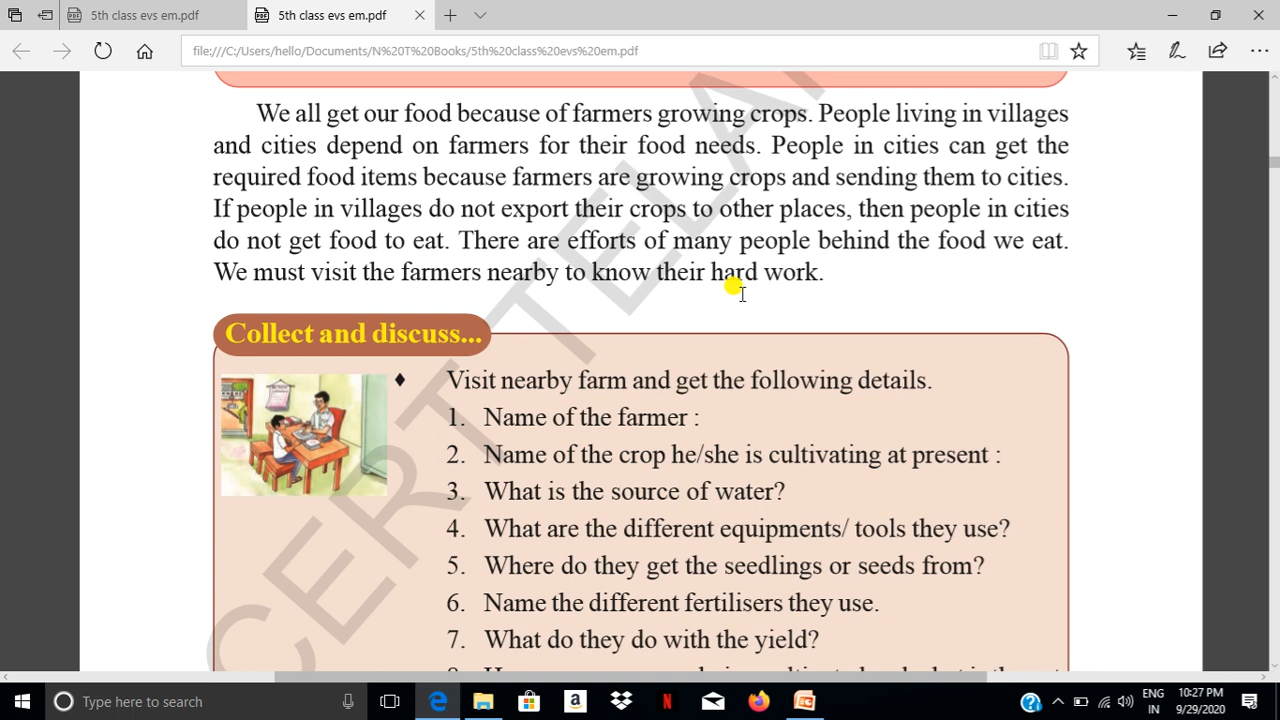 5th class evs em.pdf
5th class evs em.pdf
file:///C:/Users/hello/Documents/N%20T%20Books/5th%20class%20evs%20em.pdf
We all get our food because of farmers growing crops. People living in villages
and cities depend on farmers for their food needs. People in cities can get the
required food items because farmers are growing crops and sending them to cities.
If people in villages do not export their crops to other places, then people in cities
do not get food to eat. There are efforts of many people behind the food we eat.
We must visit the farmers nearby to know their hard work.
Collect and discuss...
♦ Visit nearby farm and get the following details.
1. Name of the farmer :
2. Name of the crop he/she is cultivating at present :
3. What is the source of water?
4. What are the different equipments/ tools they use?
5. Where do they get the seedlings or seeds from?
6. Name the different fertilisers they use.
7. What do they do with the yield?
CERT TELAN
Type here to search
ENG
IN
10:27 PM
9/29/2020